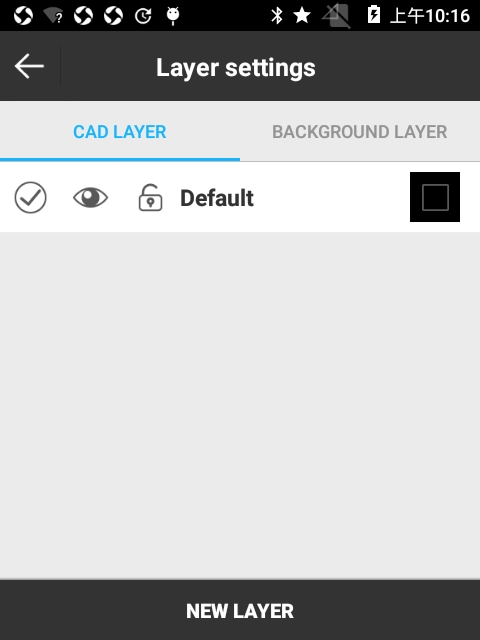 上午10:16
Layer settings
CAD LAYER
BACKGROUND LAYER
Default
NEW LAYER